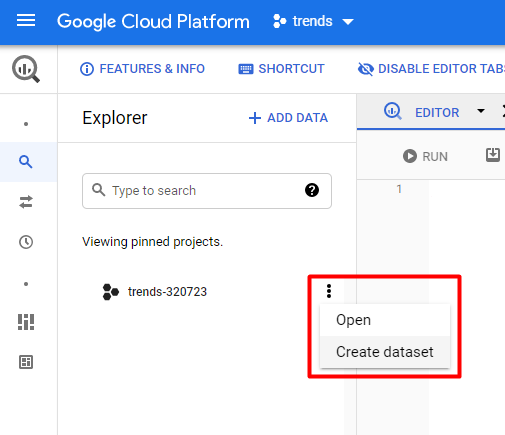 Google Cloud Platform
trends
FEATURES & INFO
SHORTCUT
DISABLE EDITOR TABS
Explorer
+ ADD DATA
EDITOR
RUN
Type to search
?
1
Viewing pinned projects.
trends-320723
Open
Create dataset